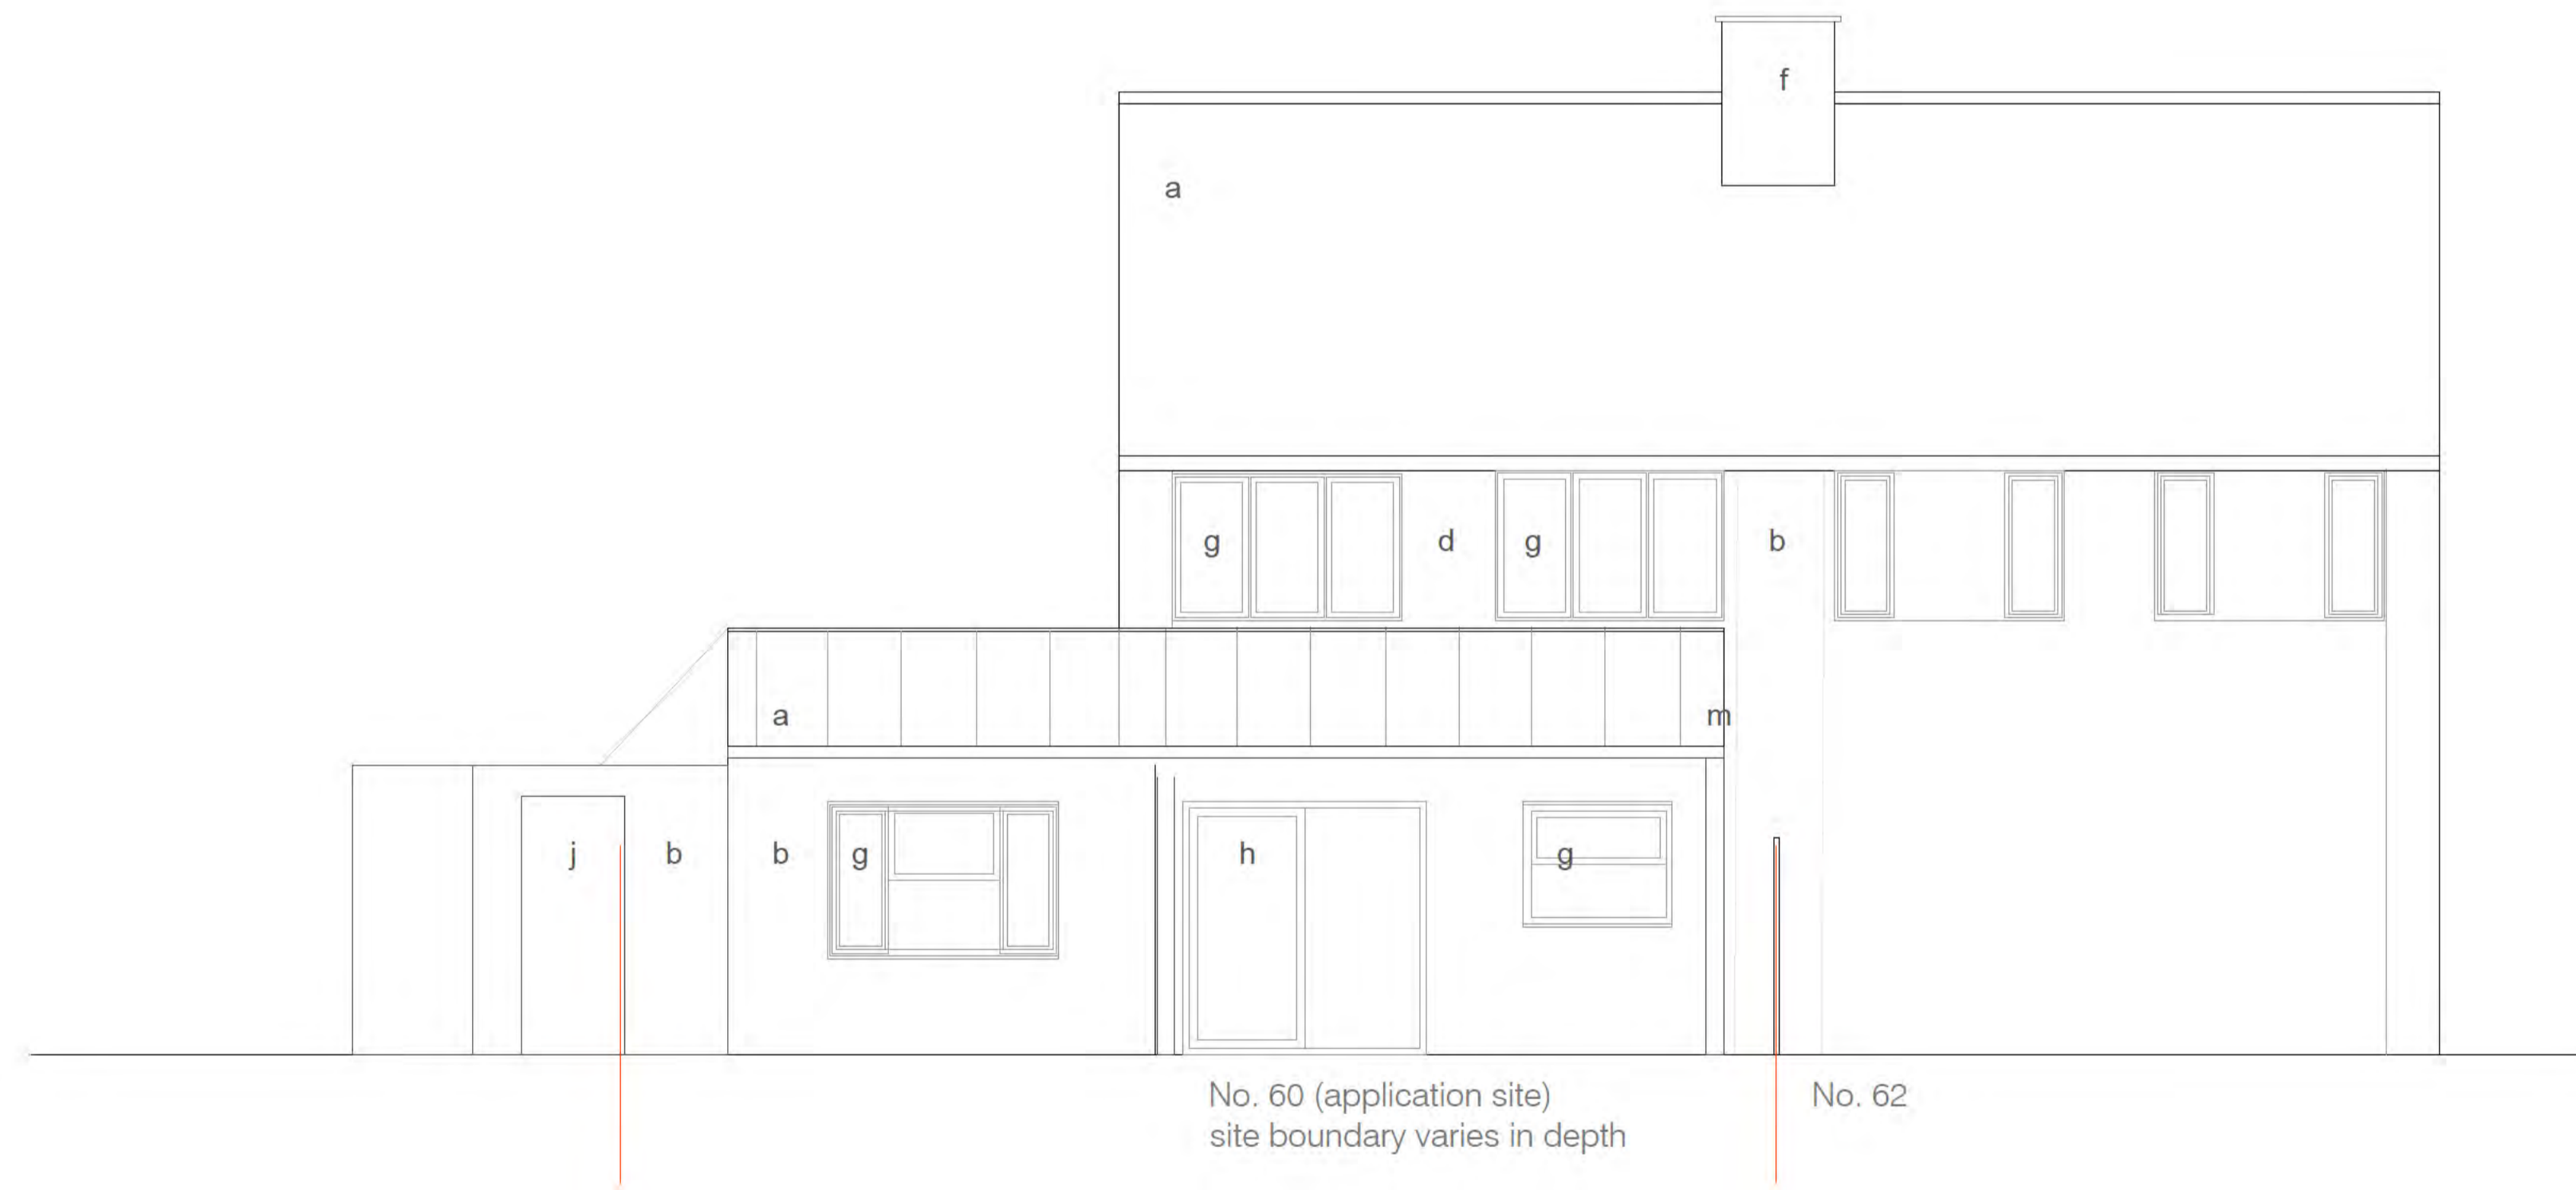 f
a
g
d
g
b
a
m
j
b
b
g
h
g
No. 60 (application site)
site boundary varies in depth
No. 62